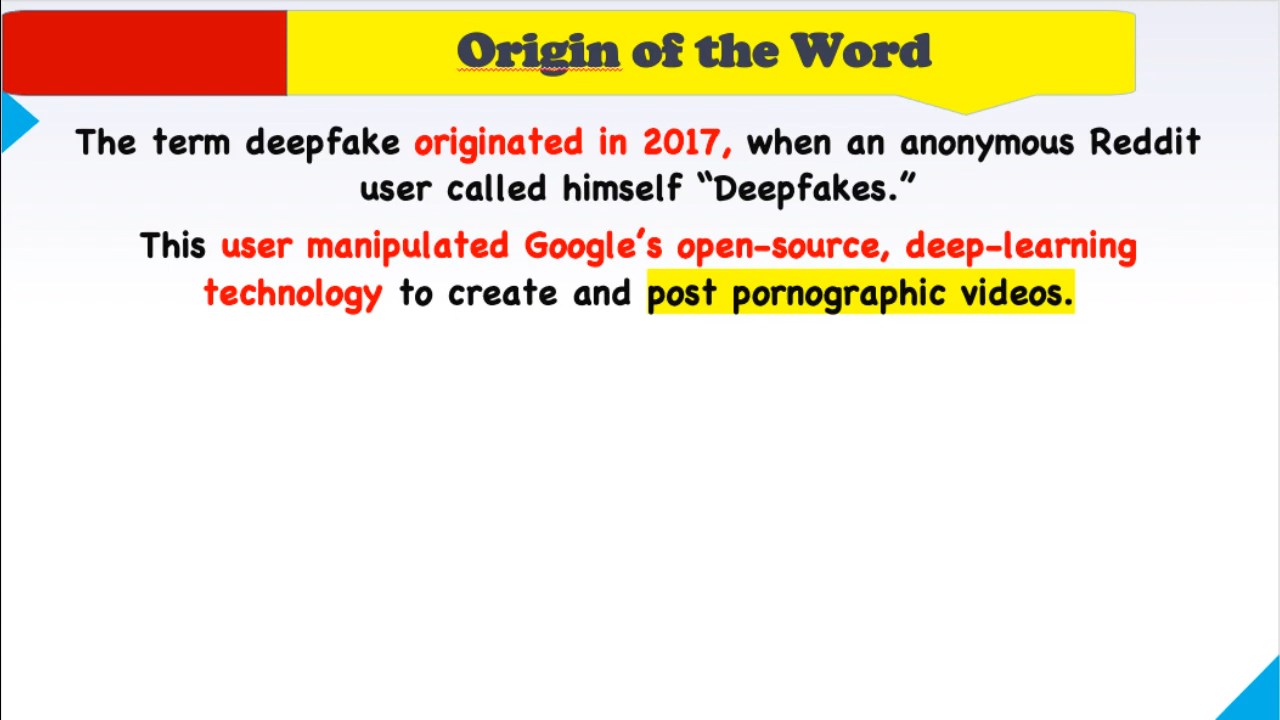 Origin of the Word
The term deepfake originated in 2017, when an anonymous Reddit
user called himself “Deepfakes.”
This user manipulated Google’s open-source, deep-learning
technology to create and post pornographic videos.